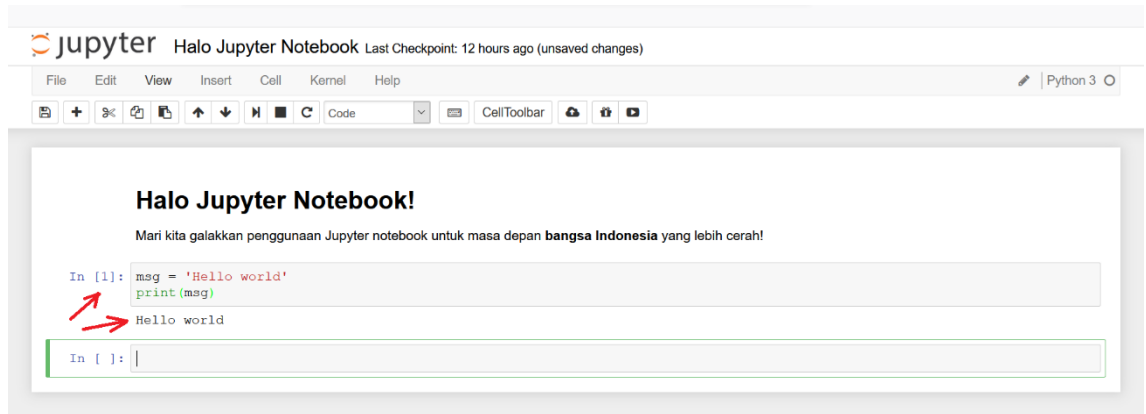 jupyter Halo Jupyter Notebook Last Checkpoint: 12 hours ago (unsaved changes)
File Edit View Insert Cell Kernel Help Python 3
Code CellToolbar
Halo Jupyter Notebook!
Mari kita galakkan penggunaan Jupyter notebook untuk masa depan bangsa Indonesia yang lebih cerah!
In [1]: msg = 'Hello world'
print(msg)
Hello world
In [ ]: